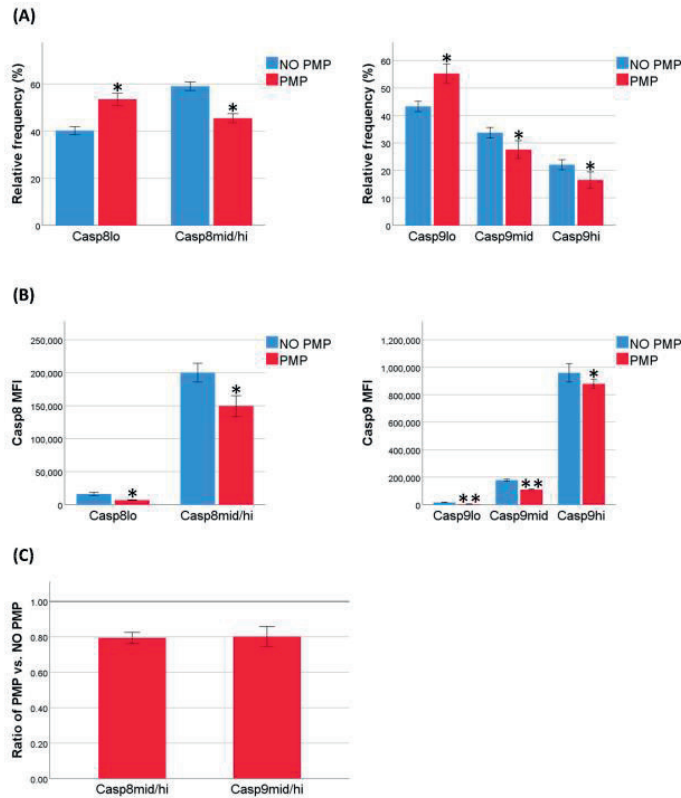 (A)
Relative frequency (%)
60
40
20
0
Casp8lo
Casp8mid/hi
*
*
NO PMP
PMP
Relative frequency (%)
60
50
40
30
20
10
0
Casp9lo
Casp9mid
Casp9hi
*
*
*
NO PMP
PMP
(B)
Casp8 MFI
250,000
200,000
150,000
100,000
50,000
,000
Casp8lo
Casp8mid/hi
*
*
NO PMP
PMP
Casp9 MFI
1,200,000
1,000,000
800,000
600,000
400,000
200,000
,000
Casp9lo
Casp9mid
Casp9hi
**
**
*
NO PMP
PMP
(C)
Ratio of PMP vs. NO PMP
1.00
0.80
0.60
0.40
0.20
0.00
Casp8mid/hi
Casp9mid/hi